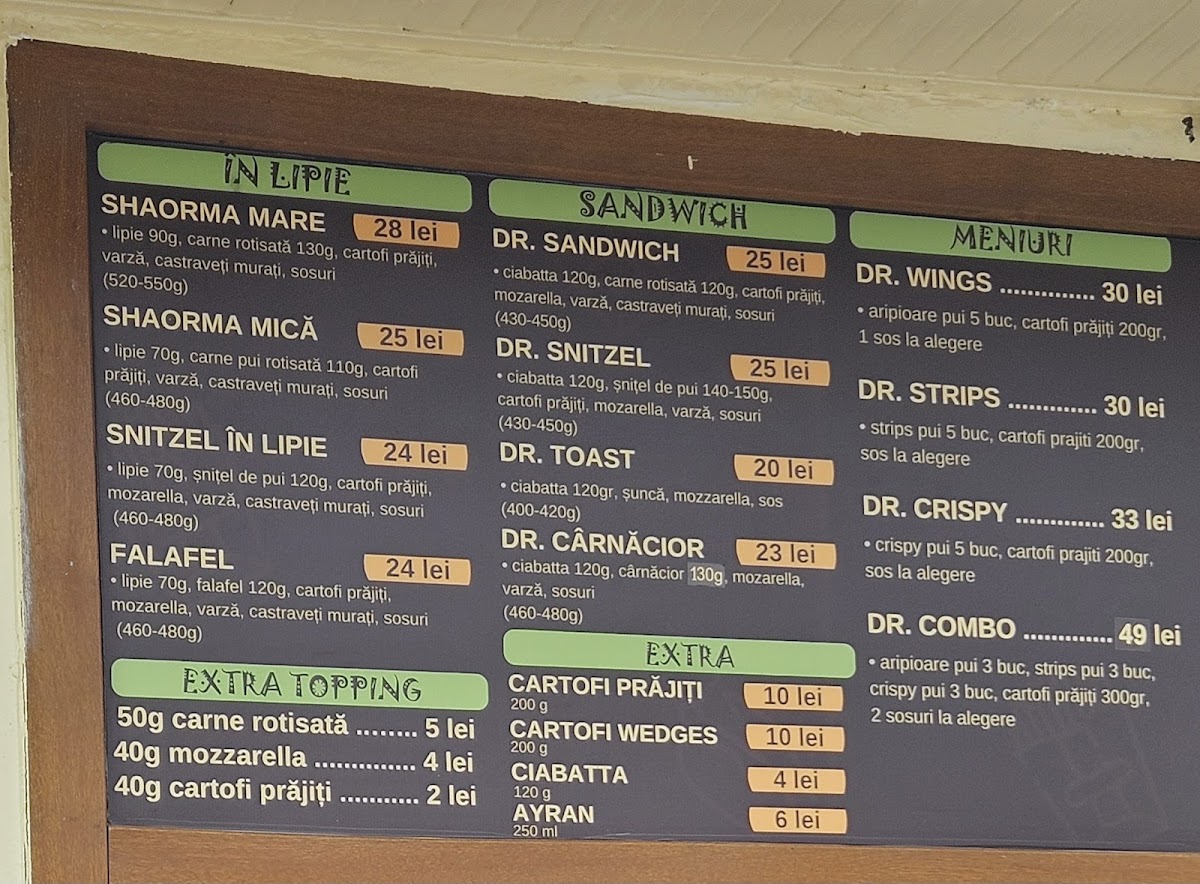 ÎN LIPIE
SHAORMA MARE 28 lei
• lipie 90g, carne rotisată 130g, cartofi prăjiți,
varză, castraveți murați, sosuri
(520-550g)
SHAORMA MICĂ 25 lei
• lipie 70g, carne pui rotisată 110g, cartofi
prăjiți, varză, castraveți murați, sosuri
(460-480g)
SNITZEL ÎN LIPIE 24 lei
• lipie 70g, șnițel de pui 120g, cartofi prăjiți,
mozarella, varză, castraveți murați, sosuri
(460-480g)
FALAFEL 24 lei
• lipie 70g, falafel 120g, cartofi prăjiți,
mozarella, varză, castraveți murați, sosuri
(460-480g)
EXTRA TOPPING
50g carne rotisată ........ 5 lei
40g mozzarella .............. 4 lei
40g cartofi prăjiți ........... 2 lei
SANDWICH
DR. SANDWICH 25 lei
• ciabatta 120g, carne rotisată 120g, cartofi prăjiți,
mozarella, varză, castraveți murați, sosuri
(430-450g)
DR. SNITZEL 25 lei
• ciabatta 120g, șnițel de pui 140-150g,
cartofi prăjiți, mozarella, varză, sosuri
(430-450g)
DR. TOAST 20 lei
• ciabatta 120gr, șuncă, mozzarella, sos
(400-420g)
DR. CÂRNĂCIOR 23 lei
• ciabatta 120g, cârnăcior 130g, mozarella,
varză, sosuri
(460-480g)
EXTRA
CARTOFI PRĂJIȚI 10 lei
200 g
CARTOFI WEDGES 10 lei
200 g
CIABATTA 4 lei
120 g
AYRAN 6 lei
250 ml
MENIURI
DR. WINGS .............. 30 lei
• aripioare pui 5 buc, cartofi prăjiți 200gr,
1 sos la alegere
DR. STRIPS ............. 30 lei
• strips pui 5 buc, cartofi prajiti 200gr,
sos la alegere
DR. CRISPY ............. 33 lei
• crispy pui 5 buc, cartofi prajiti 200gr,
sos la alegere
DR. COMBO .............. 49 lei
• aripioare pui 3 buc, strips pui 3 buc,
crispy pui 3 buc, cartofi prăjiți 300gr,
2 sosuri la alegere